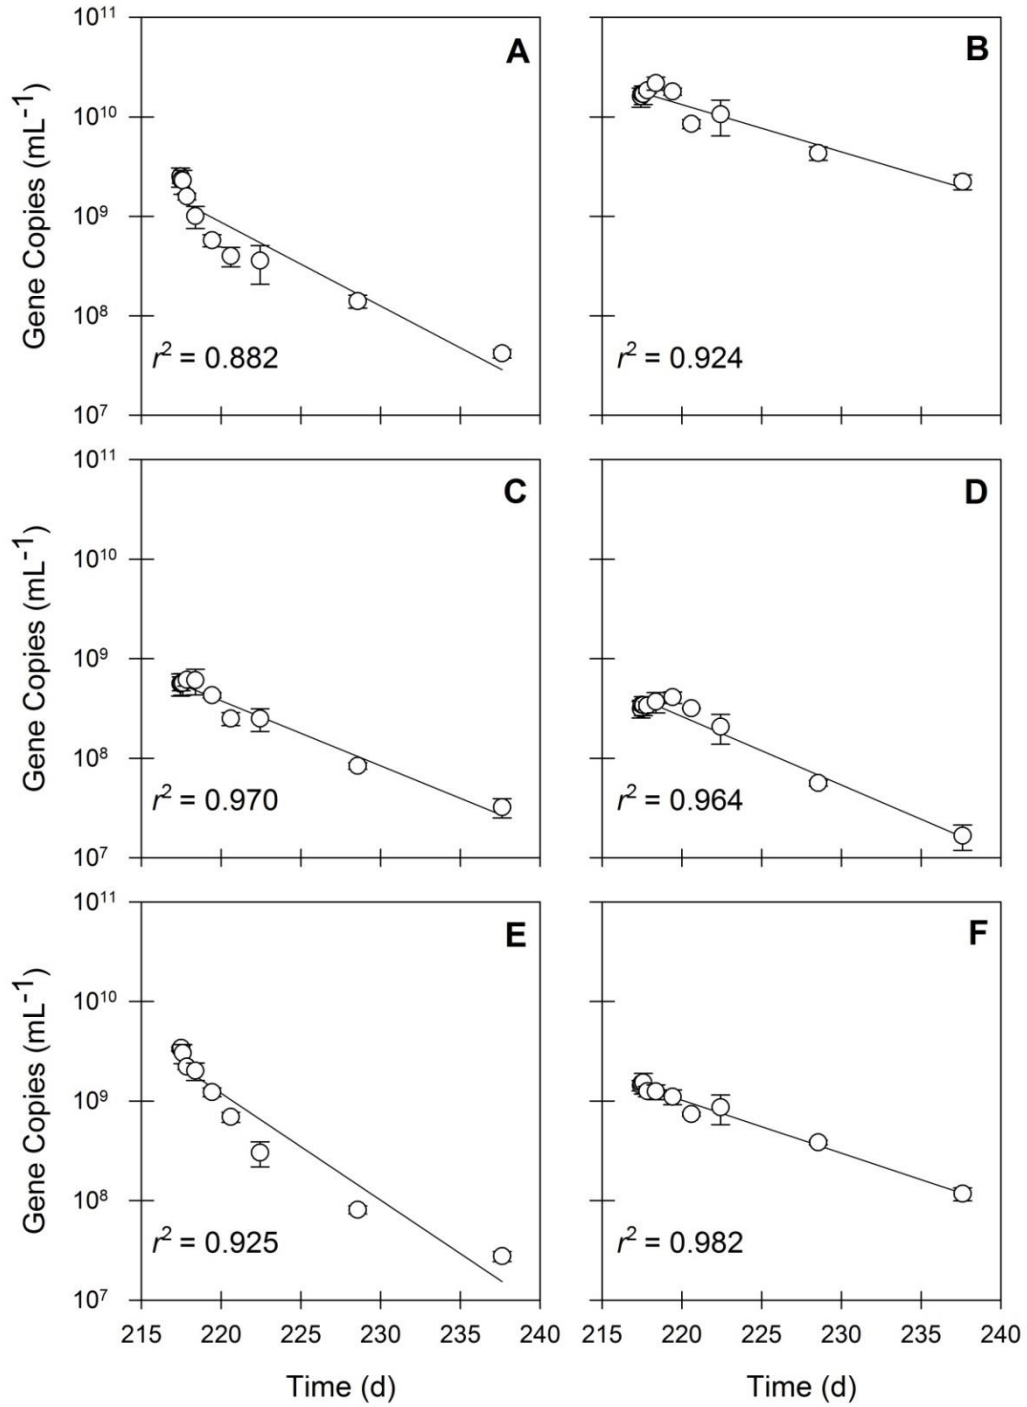 10¹¹
A
B
10¹⁰
Gene Copies (mL⁻¹)
10⁹
10⁸
r² = 0.882
r² = 0.924
10⁷
10¹¹
C
D
10¹⁰
Gene Copies (mL⁻¹)
10⁹
10⁸
r² = 0.970
r² = 0.964
10⁷
10¹¹
E
F
10¹⁰
Gene Copies (mL⁻¹)
10⁹
10⁸
r² = 0.925
r² = 0.982
10⁷
215 220 225 230 235 240 215 220 225 230 235 240
Time (d) Time (d)